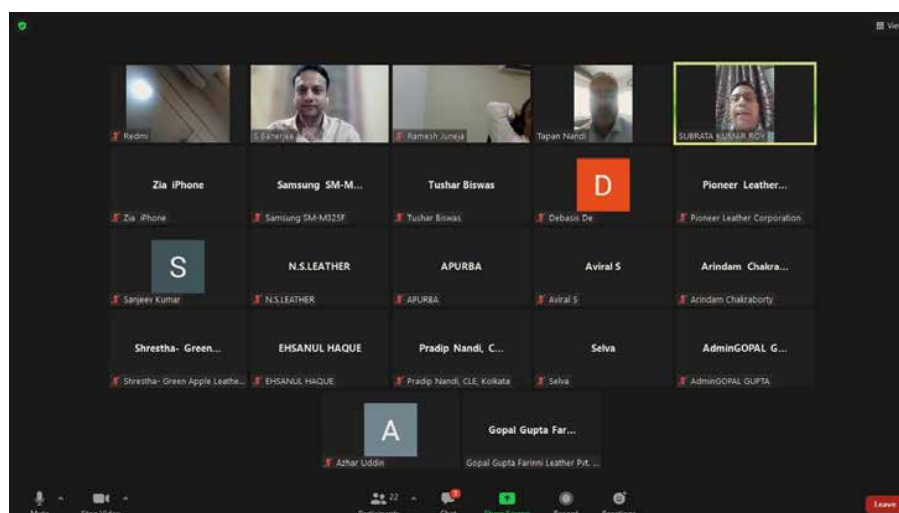 View
Redmi
S Banerjee
Ramesh Juneja
Tapan Nandi
SUBRATA KUMAR ROY
Zia iPhone
Samsung SM-M...
Tushar Biswas
D
Pioneer Leather...
Zia iPhone
Samsung SM-M325F
Tushar Biswas
Debasis De
Pioneer Leather Corporation
S
N.S.LEATHER
APURBA
Aviral S
Arindam Chakra...
Sanjeev Kumar
N.S.LEATHER
APURBA
Aviral S
Arindam Chakraborty
Shrestha- Green...
EHSANUL HAQUE
Pradip Nandi, C...
Selva
AdminGOPAL G...
Shrestha- Green Apple Leathe...
EHSANUL HAQUE
Pradip Nandi, CLE, Kolkata
Selva
AdminGOPAL GUPTA
A
Gopal Gupta Far...
Azhar Uddin
Gopal Gupta Farinni Leather Pvt. ...
22
Leave